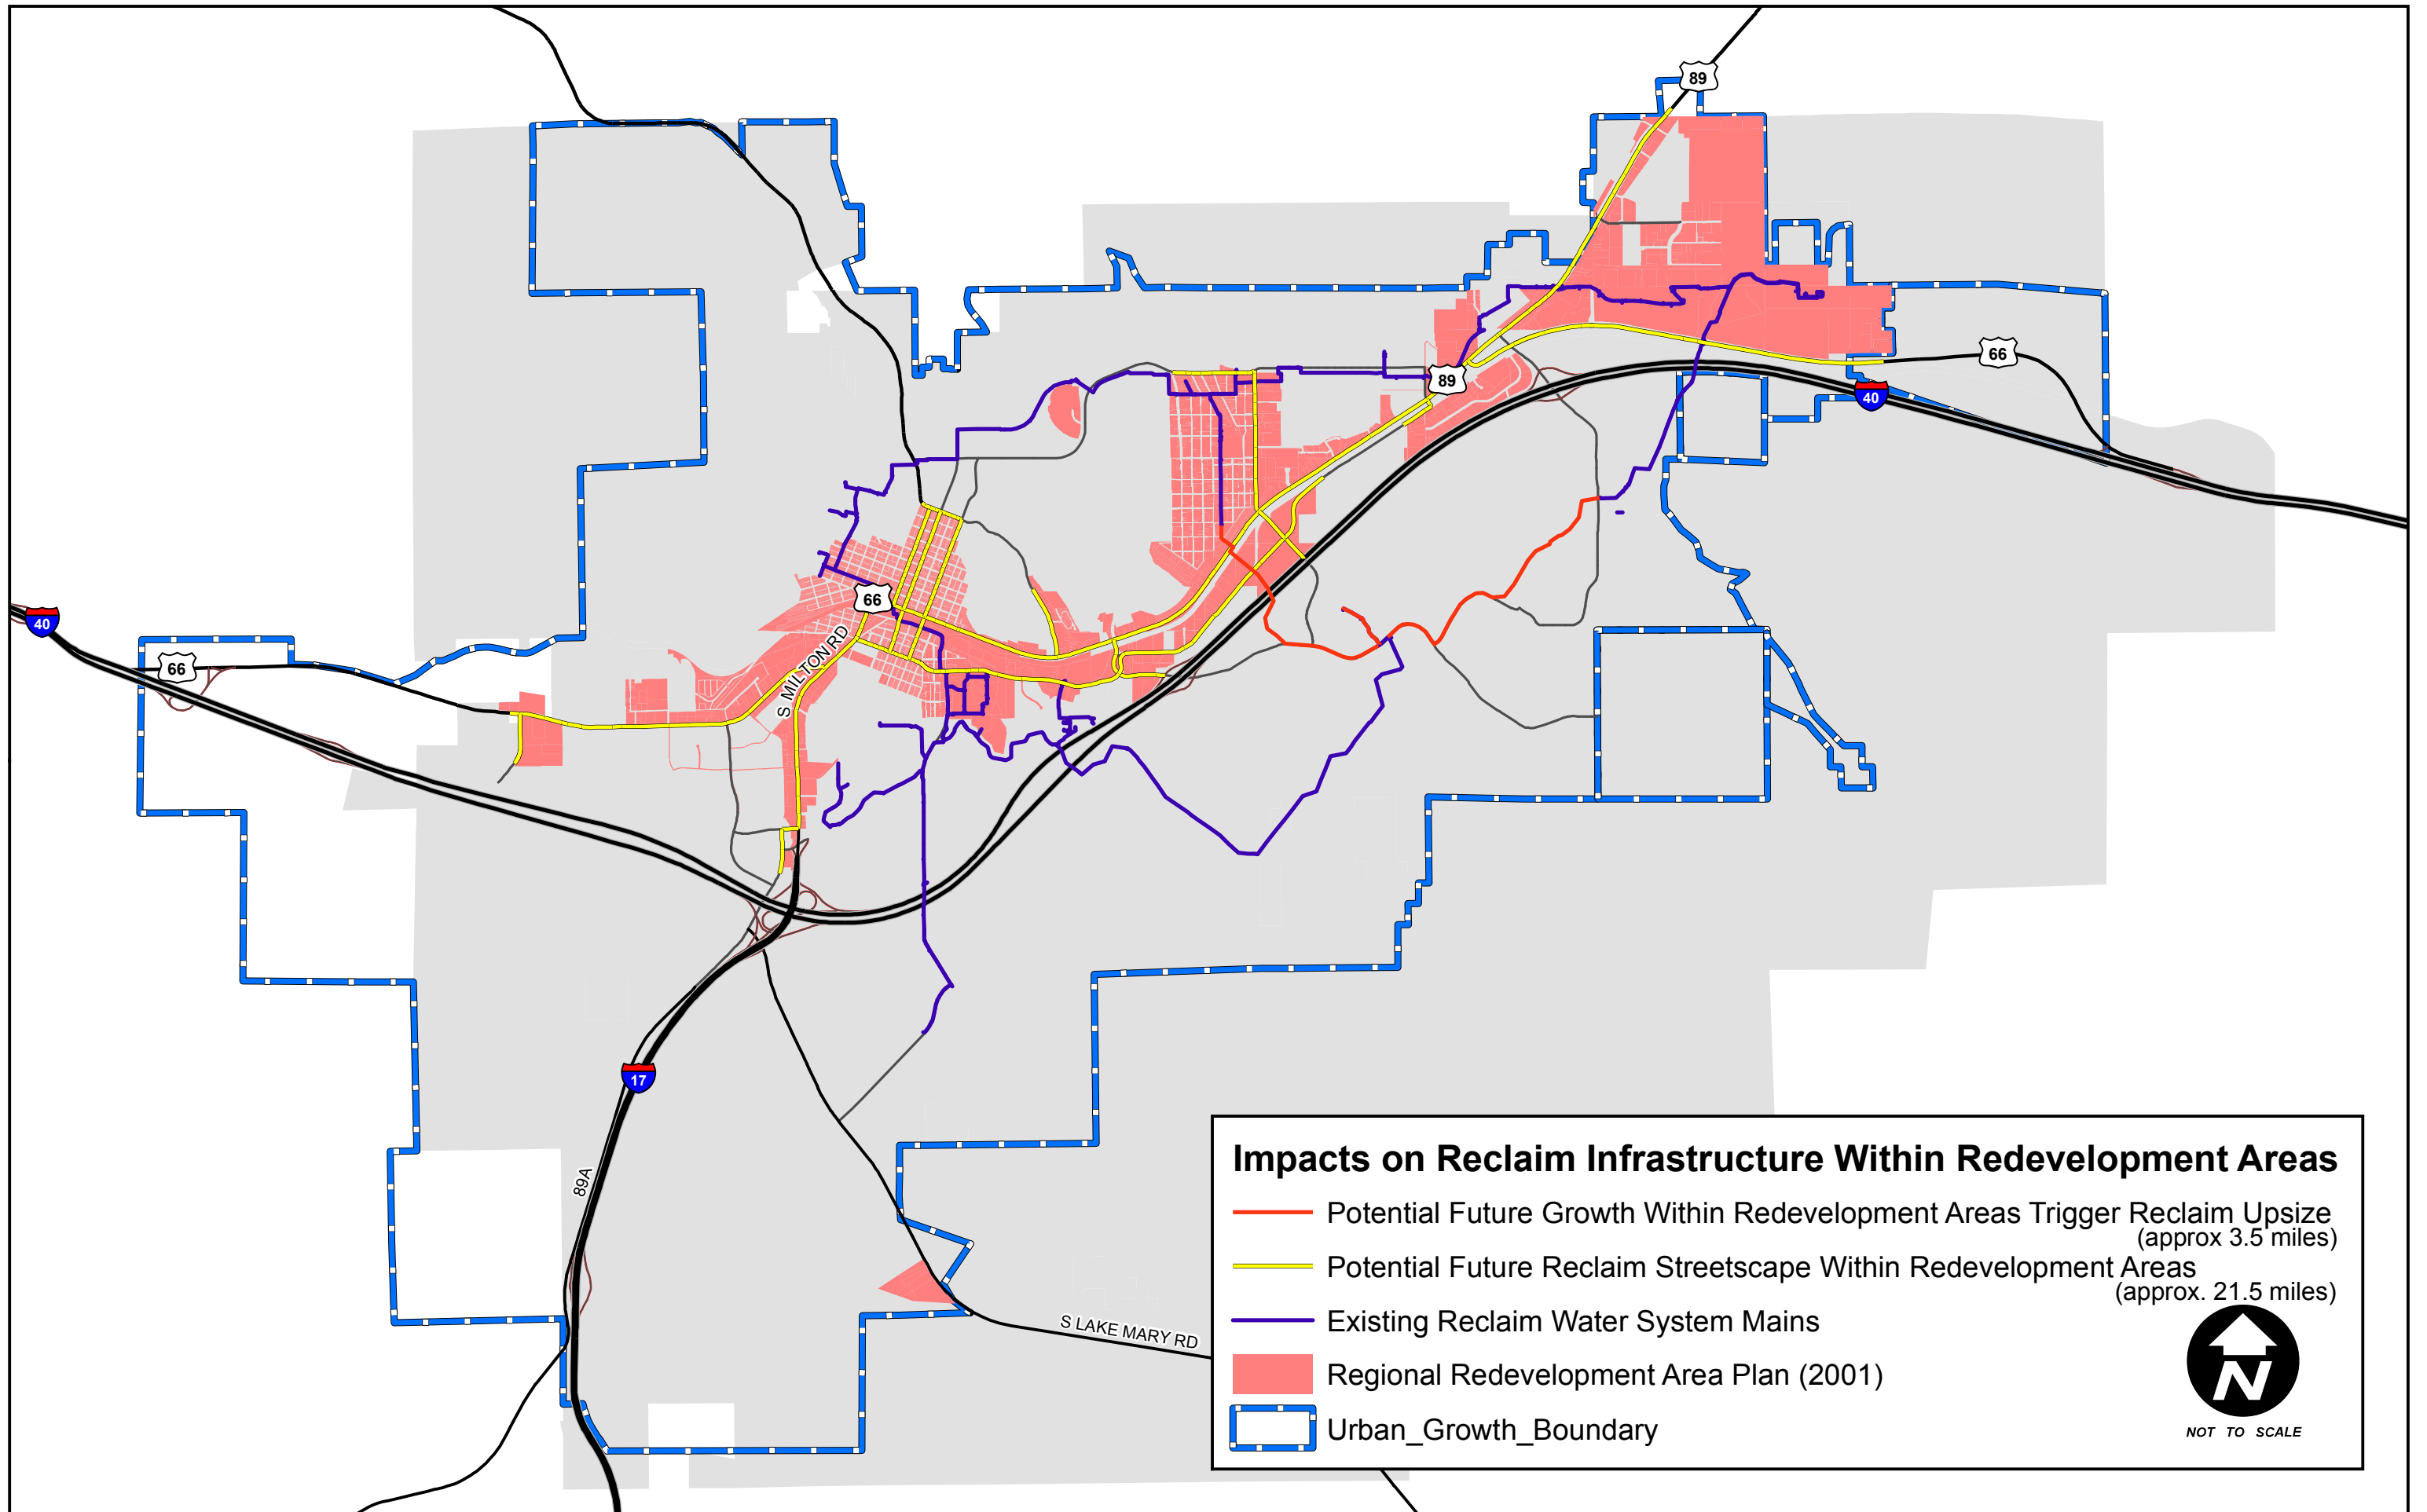 89
66
40
89
66
S MILTON RD
40
66
17
89A
S LAKE MARY RD
Impacts on Reclaim Infrastructure Within Redevelopment Areas
Potential Future Growth Within Redevelopment Areas Trigger Reclaim Upsize
(approx 3.5 miles)
Potential Future Reclaim Streetscape Within Redevelopment Areas
(approx. 21.5 miles)
Existing Reclaim Water System Mains
Regional Redevelopment Area Plan (2001)
Urban_Growth_Boundary
N
NOT TO SCALE